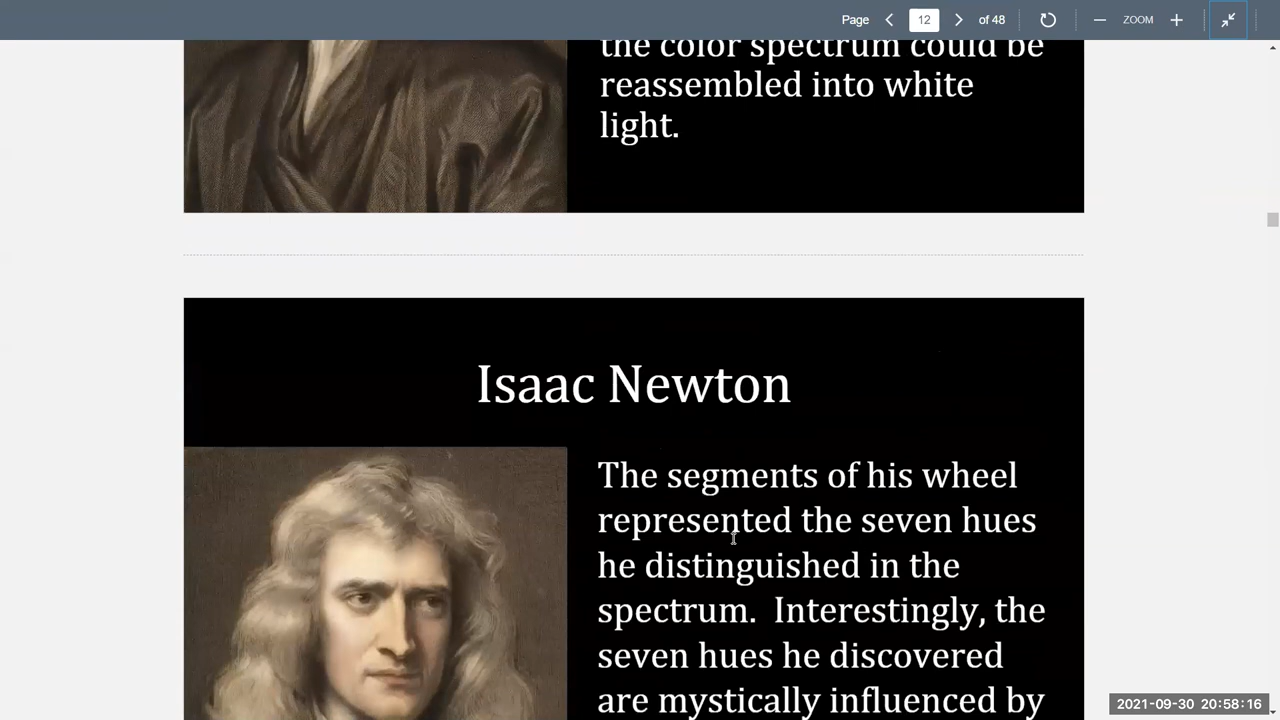 Page 12 of 48 ZOOM
the color spectrum could be
reassembled into white
light.
Isaac Newton
The segments of his wheel
represented the seven hues
he distinguished in the
spectrum.  Interestingly, the
seven hues he discovered
are mystically influenced by
2021-09-30 20:58:16